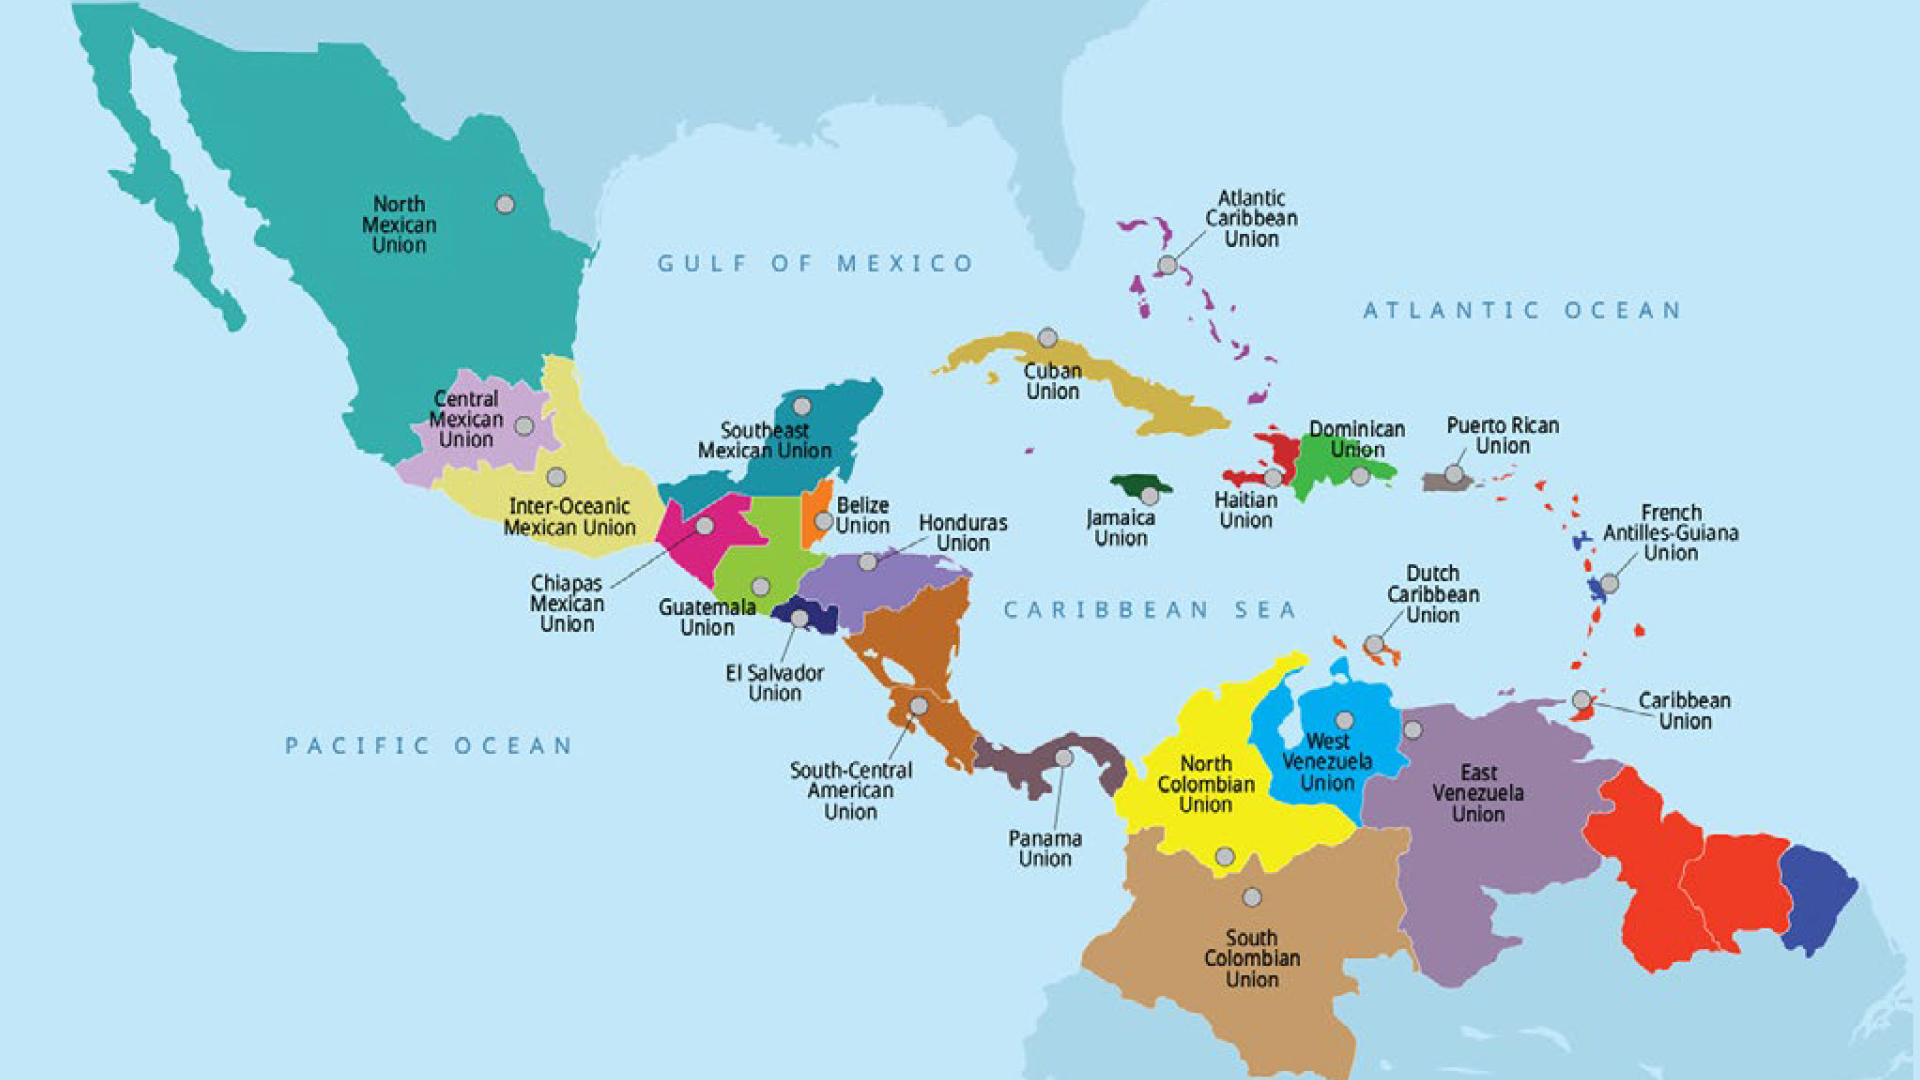 North
Mexican
Union
GULF OF MEXICO
Atlantic
Caribbean
Union
ATLANTIC OCEAN
Central
Mexican
Union
Southeast
Mexican Union
Cuban
Union
Dominican
Union
Puerto Rican
Union
Inter-Oceanic
Mexican Union
Belize
Union
Honduras
Union
Jamaica
Union
Haitian
Union
French
Antilles-Guiana
Union
Chiapas
Mexican
Union
Guatemala
Union
CARIBBEAN SEA
Dutch
Caribbean
Union
El Salvador
Union
PACIFIC OCEAN
Caribbean
Union
South-Central
American
Union
Panama
Union
North
Colombian
Union
West
Venezuela
Union
East
Venezuela
Union
South
Colombian
Union